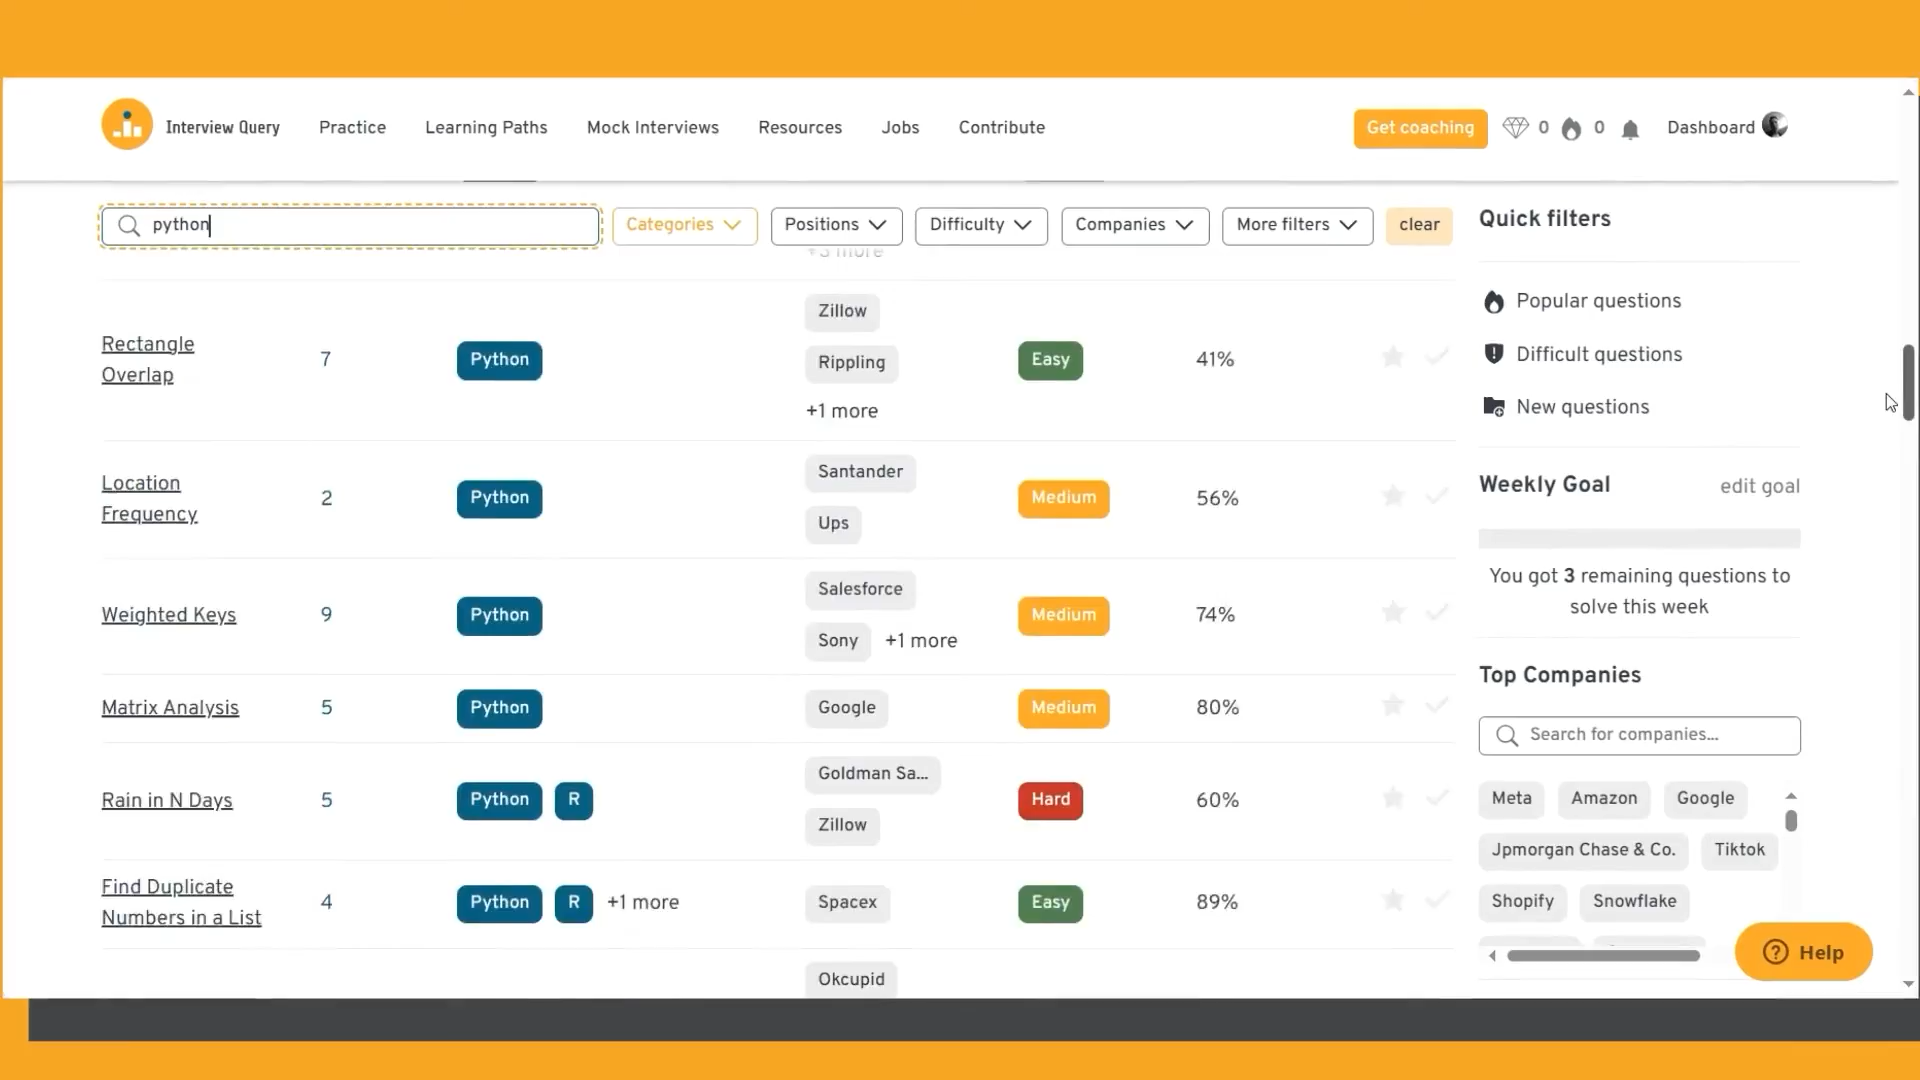 Interview Query Practice Learning Paths Mock Interviews Resources Jobs Contribute Get coaching 0 0 Dashboard
python Categories Positions Difficulty Companies More filters clear
+3 more
Rectangle
Overlap
7 Python
Zillow
Rippling
+1 more
Easy 41%
Location
Frequency
2 Python
Santander
Ups
Medium 56%
Weighted Keys 9 Python
Salesforce
Sony +1 more
Medium 74%
Matrix Analysis 5 Python Google Medium 80%
Rain in N Days 5 Python R
Goldman Sa...
Zillow
Hard 60%
Find Duplicate
Numbers in a List
4 Python R +1 more Spacex Easy 89%
Okcupid
Quick filters
Popular questions
Difficult questions
New questions
Weekly Goal edit goal
You got 3 remaining questions to
solve this week
Top Companies
Search for companies...
Meta Amazon Google
Jpmorgan Chase & Co. Tiktok
Shopify Snowflake
Help